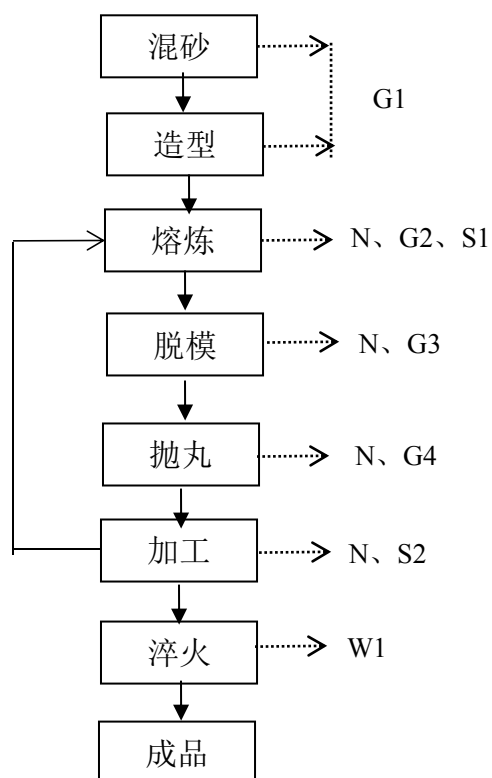 混砂
G1
造型
熔炼
N、G2、S1
脱模
N、G3
抛丸
N、G4
加工
N、S2
淬火
W1
成品